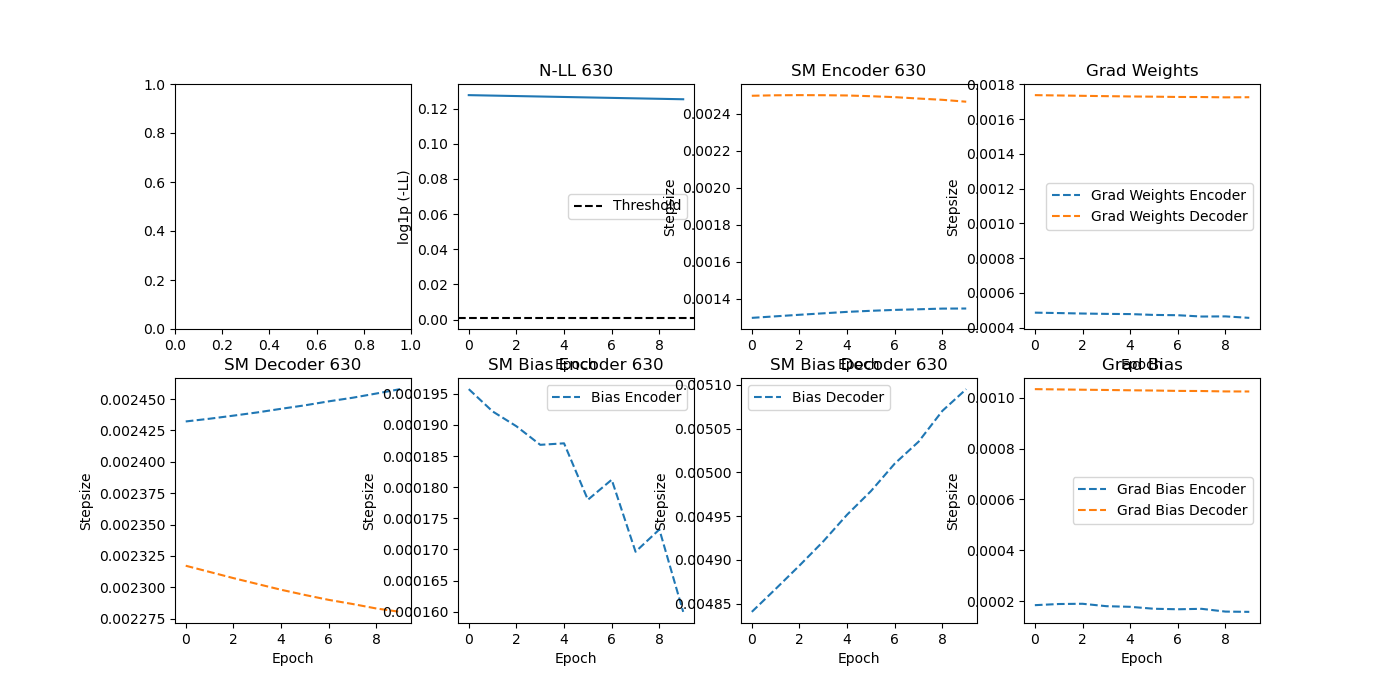 1.0
0.8
0.6
0.4
0.2
0.0
0.0 0.2 0.4 0.6 0.8 1.0
N-LL 630
log1p (-LL)
0.12
0.10
0.08
0.06
0.04
0.02
0.00
Threshold
0 2 4 6 8
Epoch
SM Encoder 630
Stepsize
0.0024
0.0022
0.0020
0.0018
0.0016
0.0014
0 2 4 6 8
Epoch
Grad Weights
Stepsize
0.0018
0.0016
0.0014
0.0012
0.0010
0.0008
0.0006
0.0004
Grad Weights Encoder
Grad Weights Decoder
0 2 4 6 8
Epoch
SM Decoder 630
Stepsize
0.002450
0.002425
0.002400
0.002375
0.002350
0.002325
0.002300
0.002275
0 2 4 6 8
Epoch
SM Bias Encoder 630
Stepsize
0.000195
0.000190
0.000185
0.000180
0.000175
0.000170
0.000165
0.000160
Bias Encoder
0 2 4 6 8
Epoch
SM Bias Decoder 630
Stepsize
0.00510
0.00505
0.00500
0.00495
0.00490
0.00485
Bias Decoder
0 2 4 6 8
Epoch
Grad Bias
Stepsize
0.0010
0.0008
0.0006
0.0004
0.0002
Grad Bias Encoder
Grad Bias Decoder
0 2 4 6 8
Epoch